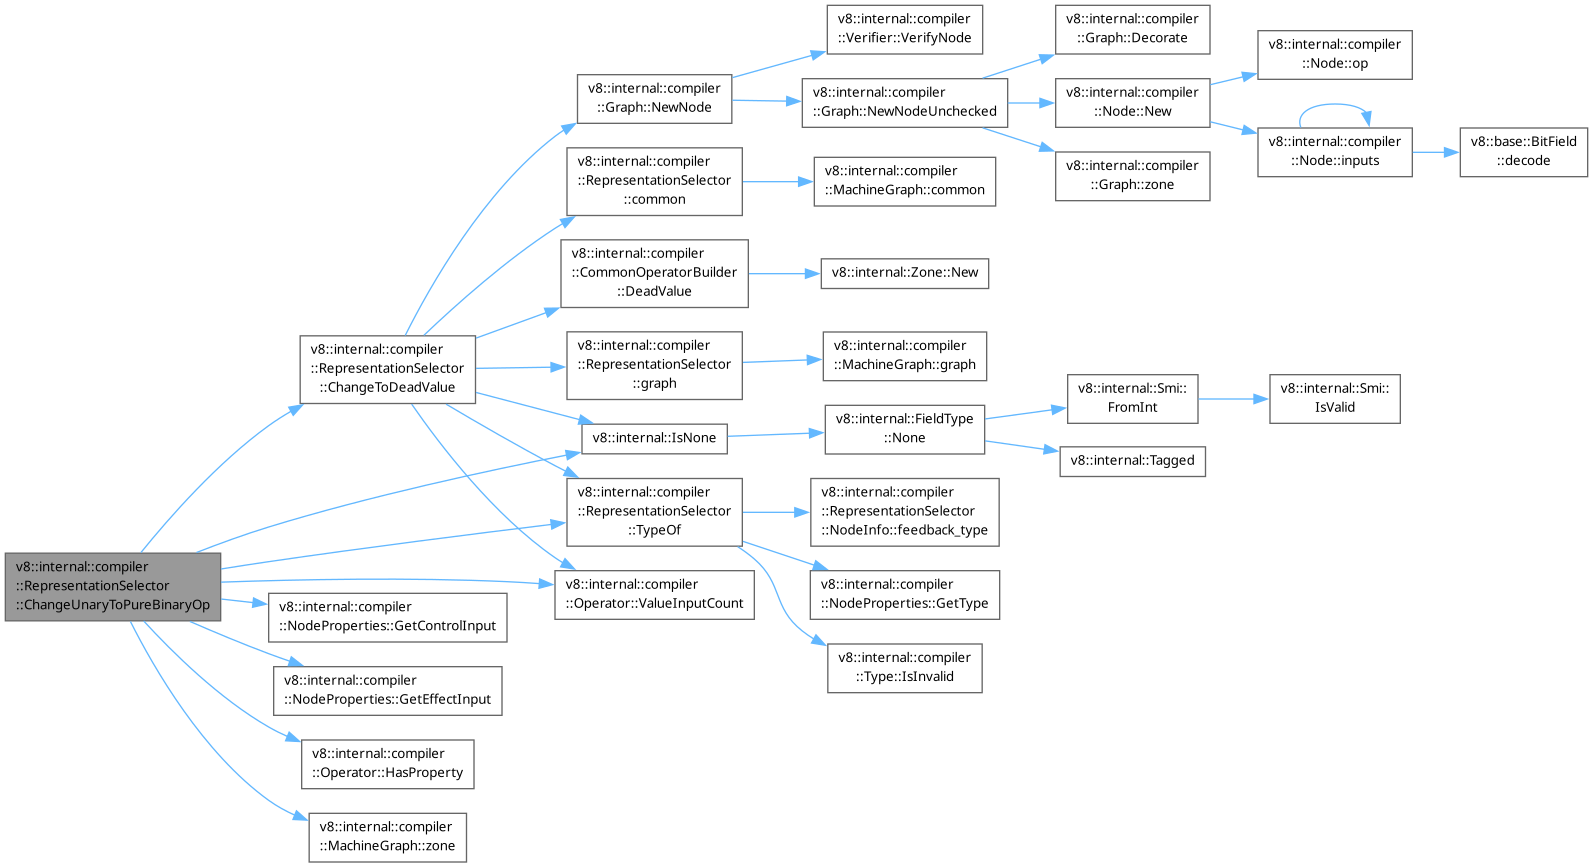 v8::internal::compiler
::RepresentationSelector
::ChangeUnaryToPureBinaryOp
v8::internal::compiler
::RepresentationSelector
::ChangeToDeadValue
v8::internal::compiler
::Graph::NewNode
v8::internal::compiler
::Verifier::VerifyNode
v8::internal::compiler
::Graph::NewNodeUnchecked
v8::internal::compiler
::Graph::Decorate
v8::internal::compiler
::Node::New
v8::internal::compiler
::Node::op
v8::internal::compiler
::Node::inputs
v8::base::BitField
::decode
v8::internal::compiler
::Graph::zone
v8::internal::compiler
::RepresentationSelector
::common
v8::internal::compiler
::MachineGraph::common
v8::internal::compiler
::CommonOperatorBuilder
::DeadValue
v8::internal::Zone::New
v8::internal::compiler
::RepresentationSelector
::graph
v8::internal::compiler
::MachineGraph::graph
v8::internal::IsNone
v8::internal::FieldType
::None
v8::internal::Smi::
FromInt
v8::internal::Smi::
IsValid
v8::internal::Tagged
v8::internal::compiler
::RepresentationSelector
::TypeOf
v8::internal::compiler
::RepresentationSelector
::NodeInfo::feedback_type
v8::internal::compiler
::NodeProperties::GetType
v8::internal::compiler
::Type::IsInvalid
v8::internal::compiler
::Operator::ValueInputCount
v8::internal::compiler
::NodeProperties::GetControlInput
v8::internal::compiler
::NodeProperties::GetEffectInput
v8::internal::compiler
::Operator::HasProperty
v8::internal::compiler
::MachineGraph::zone